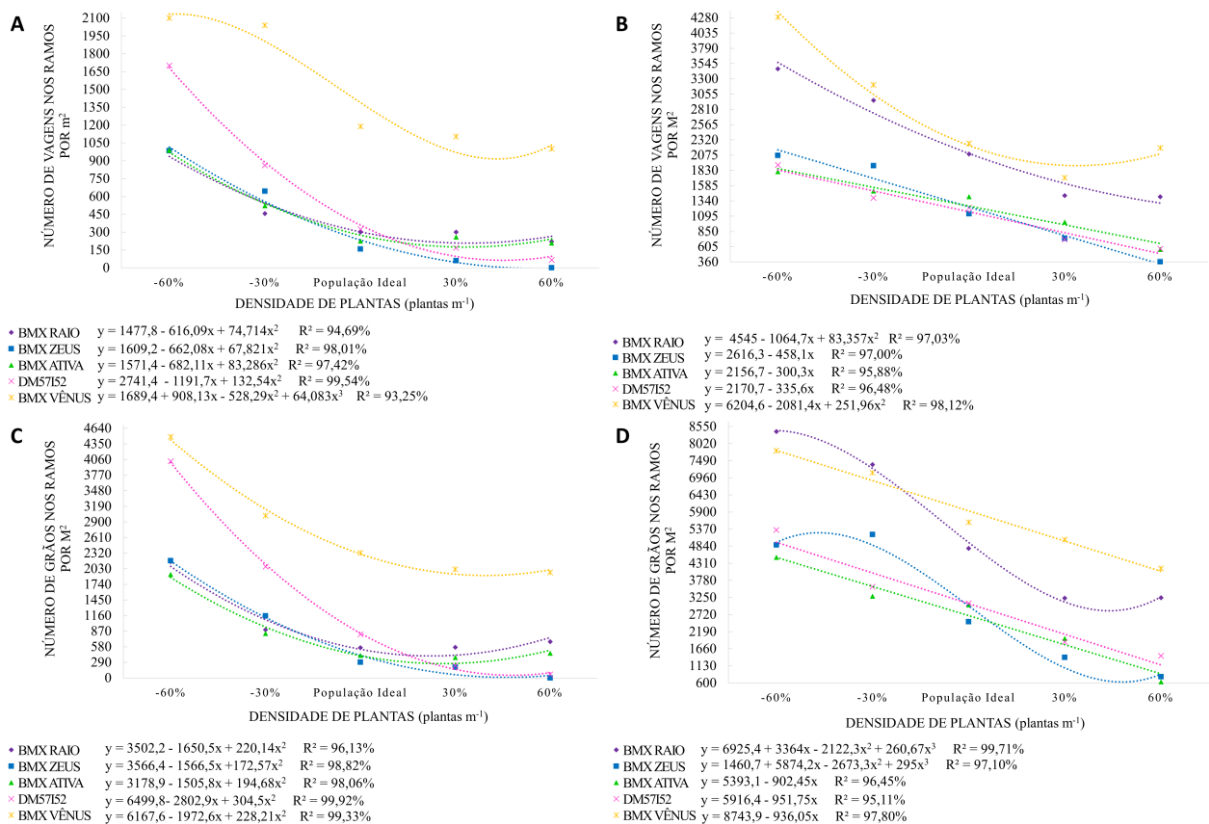 A
NÚMERO DE VAGENS NOS RAMOS
POR m²
2100
1950
1800
1650
1500
1350
1200
1050
900
750
600
450
300
150
0
-60% -30% População Ideal 30% 60%
DENSIDADE DE PLANTAS (plantas m⁻¹)
BMX RAIO y = 1477,8 - 616,09x + 74,714x² R² = 94,69%
BMX ZEUS y = 1609,2 - 662,08x + 67,821x² R² = 98,01%
BMX ATIVA y = 1571,4 - 682,11x + 83,286x² R² = 97,42%
DM57I52 y = 2741,4 - 1191,7x + 132,54x² R² = 99,54%
BMX VÊNUS y = 1689,4 + 908,13x - 528,29x² + 64,083x³ R² = 93,25%
B
NÚMERO DE VAGENS NOS RAMOS
POR M²
4280
4035
3790
3545
3300
3055
2810
2565
2320
2075
1830
1585
1340
1095
850
605
360
-60% -30% População Ideal 30% 60%
DENSIDADE DE PLANTAS (plantas m⁻¹)
BMX RAIO y = 4545 - 1064,7x + 83,357x² R² = 97,03%
BMX ZEUS y = 2616,3 - 458,1x R² = 97,00%
BMX ATIVA y = 2156,7 - 300,3x R² = 95,88%
DM57I52 y = 2170,7 - 335,6x R² = 96,48%
BMX VÊNUS y = 6204,6 - 2081,4x + 251,96x² R² = 98,12%
C
NÚMERO DE GRÃOS NOS RAMOS
POR M²
4640
4350
4060
3770
3480
3190
2900
2610
2320
2030
1740
1450
1160
870
580
290
0
-60% -30% População Ideal 30% 60%
DENSIDADE DE PLANTAS (plantas m⁻¹)
BMX RAIO y = 3502,2 - 1650,5x + 220,14x² R² = 96,13%
BMX ZEUS y = 3566,4 - 1566,5x + 172,57x² R² = 98,82%
BMX ATIVA y = 3178,9 - 1505,8x + 194,68x² R² = 98,06%
DM57I52 y = 6499,8 - 2802,9x + 304,5x² R² = 99,92%
BMX VÊNUS y = 6167,6 - 1972,6x + 228,21x² R² = 99,33%
D
NÚMERO DE GRÃOS NOS RAMOS
POR M²
8550
8020
7490
6960
6430
5900
5370
4840
4310
3780
3250
2720
2190
1660
1130
600
-60% -30% População Ideal 30% 60%
DENSIDADE DE PLANTAS (plantas m⁻¹)
BMX RAIO y = 6925,4 + 3364x - 2122,3x² + 260,67x³ R² = 99,71%
BMX ZEUS y = 1460,7 + 5874,2x - 2673,3x² + 295x³ R² = 97,10%
BMX ATIVA y = 5393,1 - 902,45x R² = 96,45%
DM57I52 y = 5916,4 - 951,75x R² = 95,11%
BMX VÊNUS y = 8743,9 - 936,05x R² = 97,80%